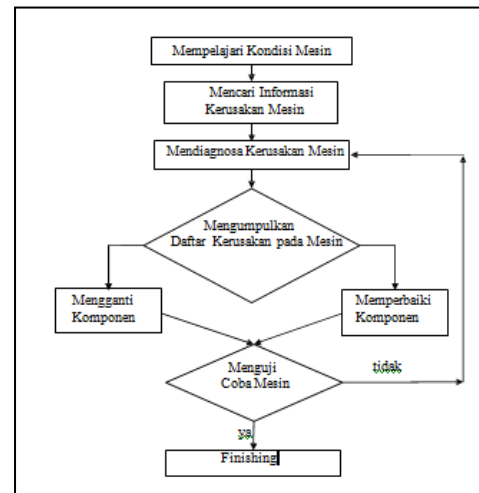 Mempelajari Kondisi Mesin
Mencari Informasi
Kerusakan Mesin
Mendiagnosa Kerusakan Mesin
Mengumpulkan
Daftar Kerusakan pada Mesin
Mengganti
Komponen
Memperbaiki
Komponen
Menguji
Coba Mesin
tidak
ya
Finishing